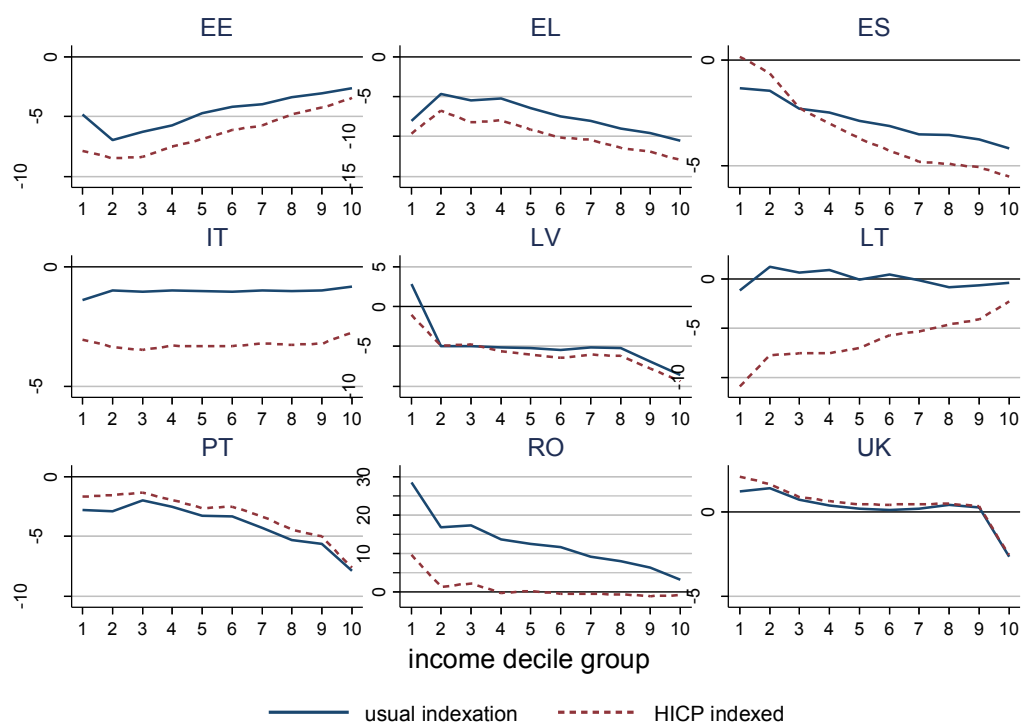 EE EL ES
0 -5 -10
0 -5 -10 -15
0 -5
1 2 3 4 5 6 7 8 9 10
1 2 3 4 5 6 7 8 9 10
1 2 3 4 5 6 7 8 9 10
IT LV LT
0 -5
5 0 -5 -10
0 -5 -10
1 2 3 4 5 6 7 8 9 10
1 2 3 4 5 6 7 8 9 10
1 2 3 4 5 6 7 8 9 10
PT RO UK
0 -5 -10
30 20 10 0
0 -5
1 2 3 4 5 6 7 8 9 10
1 2 3 4 5 6 7 8 9 10
1 2 3 4 5 6 7 8 9 10
income decile group
usual indexation HICP indexed